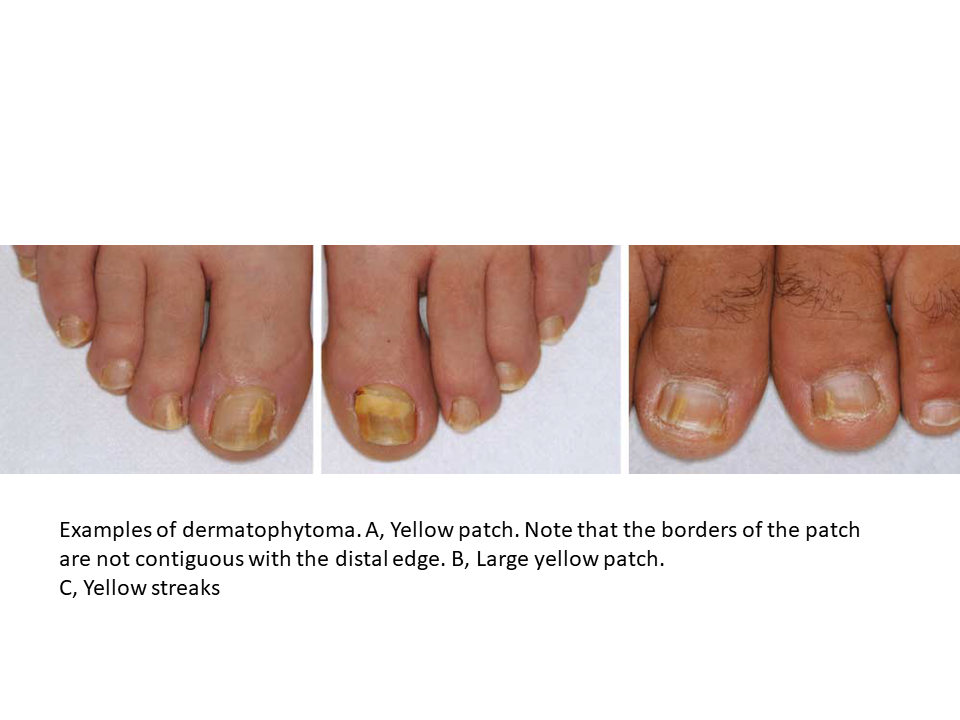 Examples of dermatophytoma. A, Yellow patch. Note that the borders of the patch
are not contiguous with the distal edge. B, Large yellow patch.
C, Yellow streaks